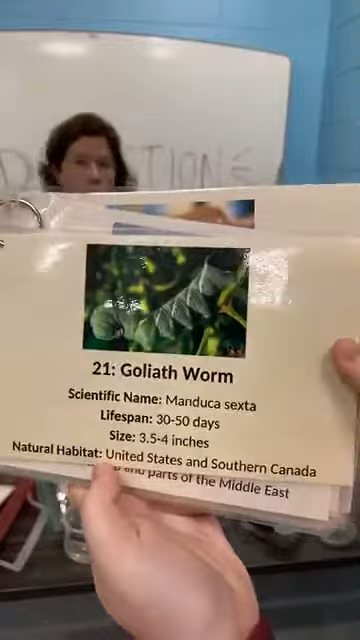 TIONS
21: Goliath Worm
Scientific Name: Manduca sexta
Lifespan: 30-50 days
Size: 3.5-4 inches
Natural Habitat: United States and Southern Canada
and parts of the Middle East